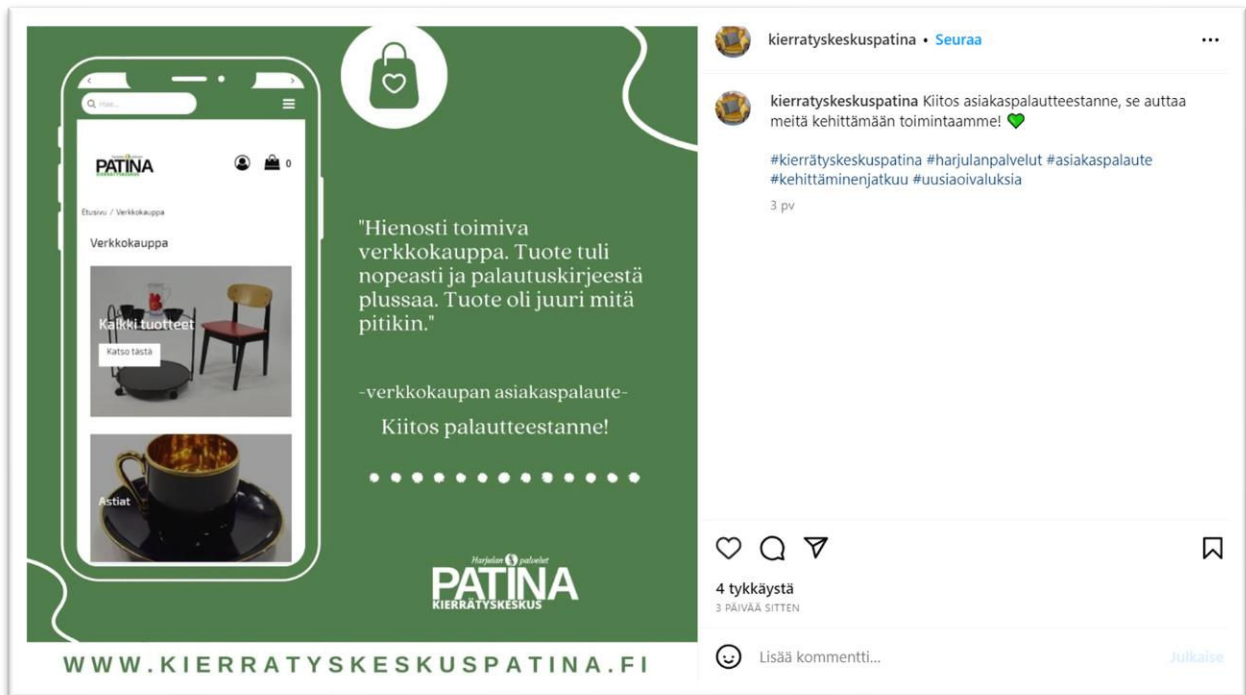 Hae...
PATINA
KIERRÄTYSKESKUS
0
Etusivu / Verkkokauppa
Verkkokauppa
Kaikki tuotteet
Katso tästä
Astiat
"Hienosti toimiva
verkkokauppa. Tuote tuli
nopeasti ja palautuskirjeestä
plussaa. Tuote oli juuri mitä
pitikin."
-verkkokaupan asiakaspalaute-
Kiitos palautteestanne!
Harjulan palvelut
PATINA
KIERRÄTYSKESKUS
WWW.KIERRATYSKESKUSPATINA.FI
kierratyskeskuspatina • Seuraa
kierratyskeskuspatina Kiitos asiakaspalautteestanne, se auttaa
meitä kehittämään toimintaamme! 💚
#kierrätyskeskuspatina #harjulanpalvelut #asiakaspalaute
#kehittäminenjatkuu #uusiaoivaluksia
3 pv
4 tykkäystä
3 PÄIVÄÄ SITTEN
Lisää kommentti...
Julkaise